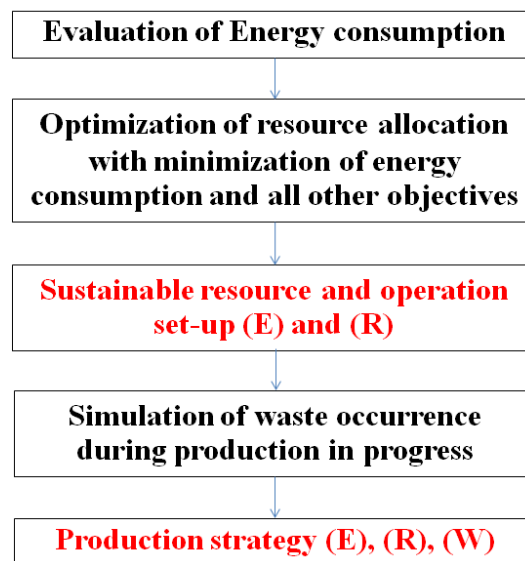 Evaluation of Energy consumption
Optimization of resource allocation
with minimization of energy
consumption and all other objectives
Sustainable resource and operation
set-up (E) and (R)
Simulation of waste occurrence
during production in progress
Production strategy (E), (R), (W)